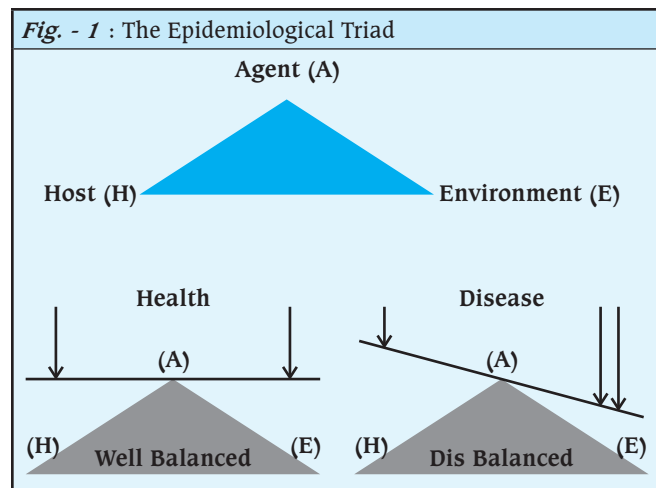 Fig. - 1 : The Epidemiological Triad
Agent (A)
Host (H) Environment (E)
Health Disease
(A) (A)
(H) (E) (H) (E)
Well Balanced Dis Balanced